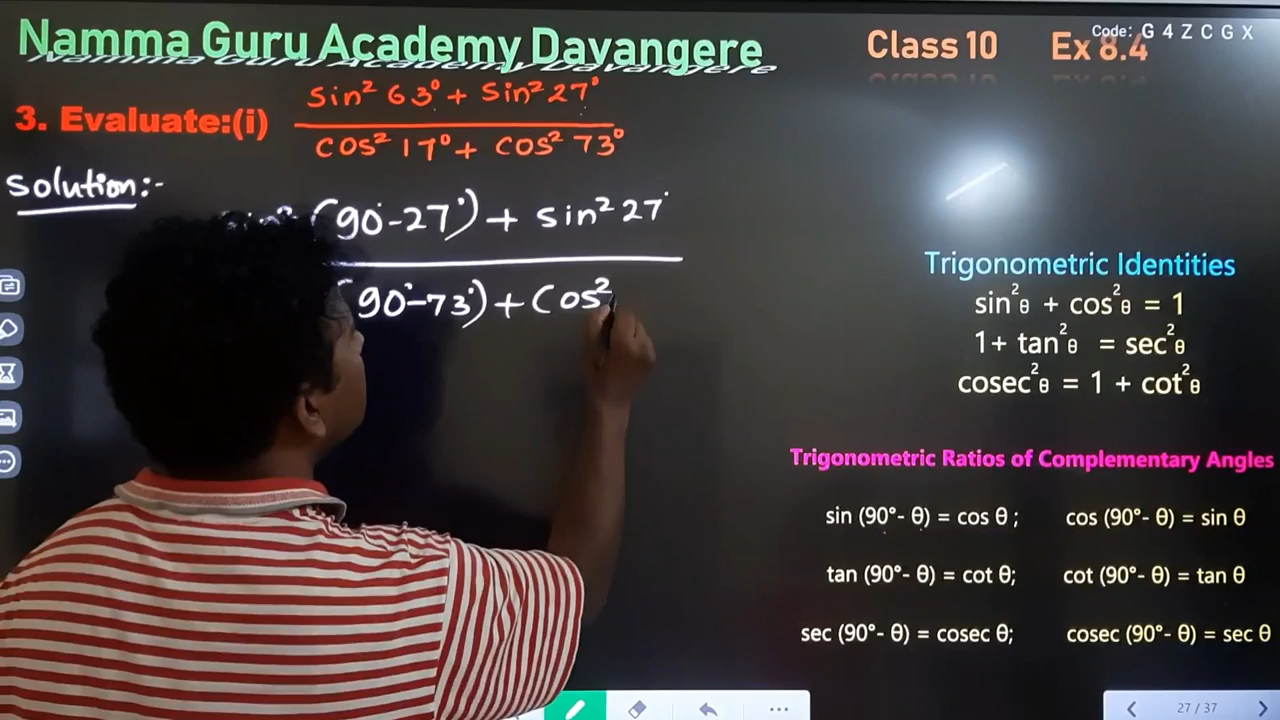 Namma Guru Academy Davangere Class 10 Ex 8.4 Code: G 4 Z C G X
3. Evaluate:(i) sin² 63° + sin² 27°
cos² 17° + cos² 73°
Solution:-
(90°-27°) + sin² 27°
(90°-73°) + cos²
Trigonometric Identities
sin²θ + cos²θ = 1
1+ tan²θ = sec²θ
cosec²θ = 1 + cot²θ
Trigonometric Ratios of Complementary Angles
sin (90°- θ) = cos θ ; cos (90°- θ) = sin θ
tan (90°- θ) = cot θ; cot (90°- θ) = tan θ
sec (90°- θ) = cosec θ; cosec (90°- θ) = sec θ
27 / 37